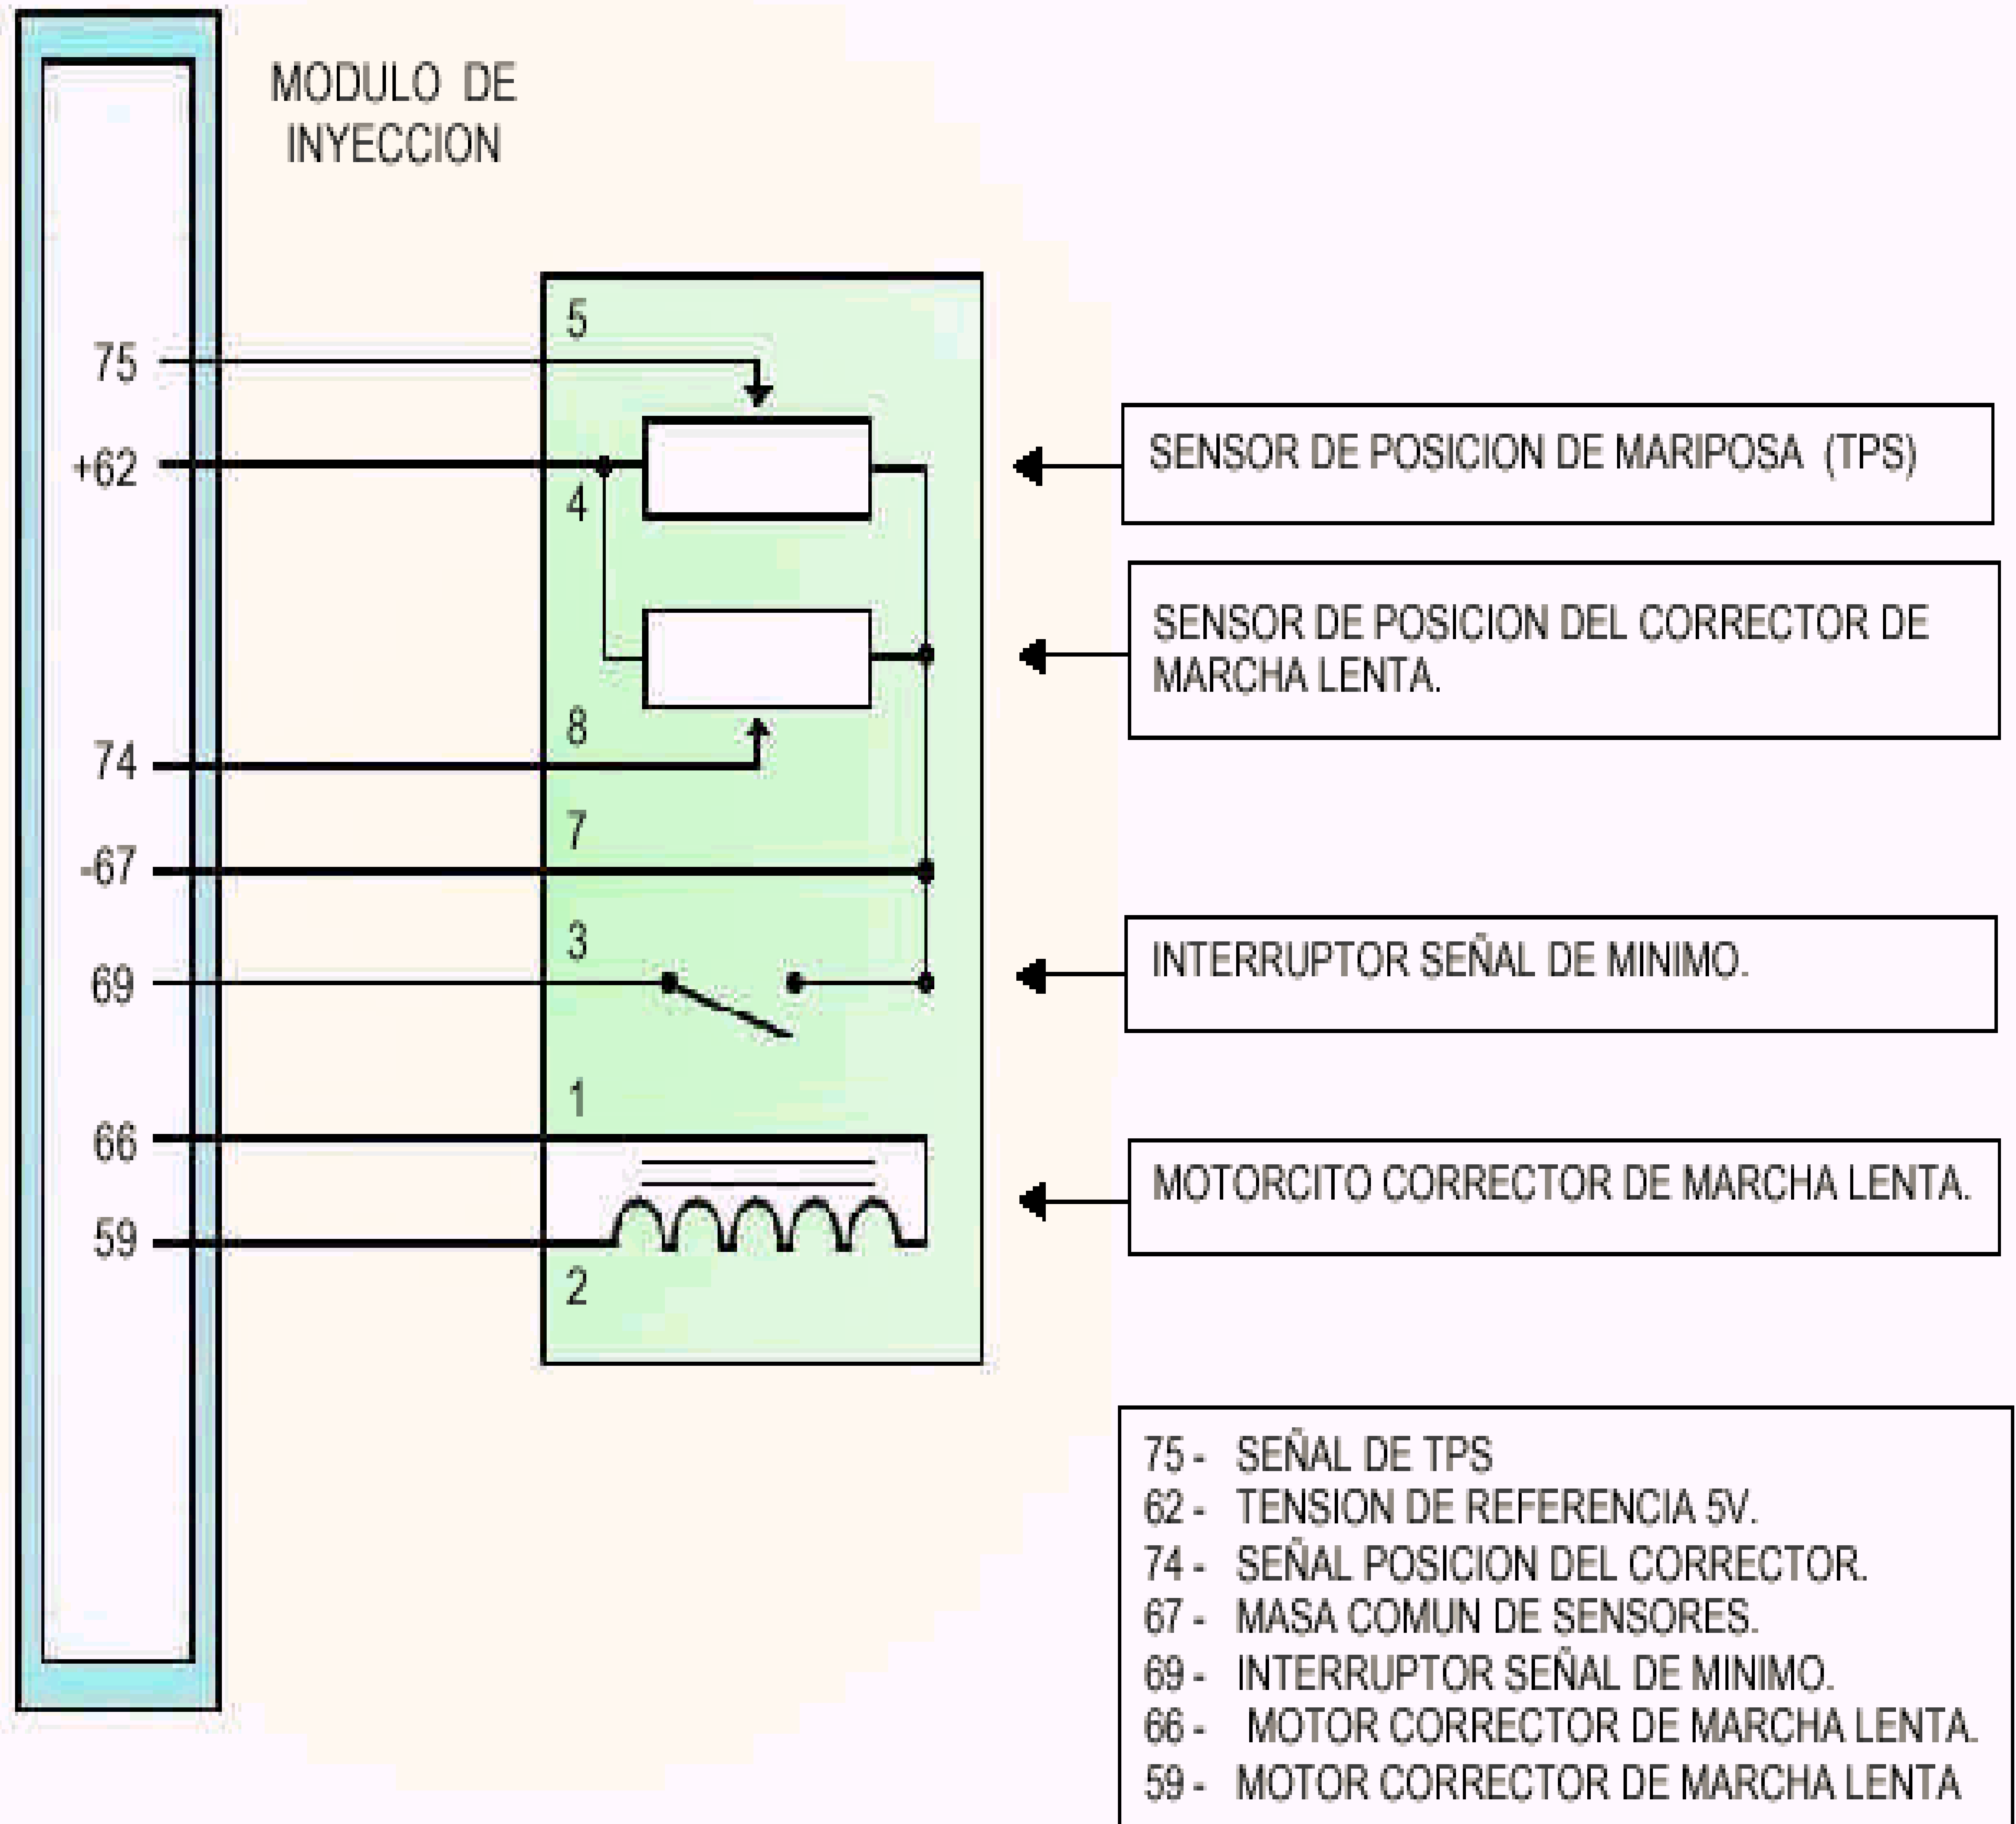 MODULO DE
INYECCION
5
75
+62
4
SENSOR DE POSICION DE MARIPOSA (TPS)
SENSOR DE POSICION DEL CORRECTOR DE
MARCHA LENTA.
8
74
7
-67
3
69
INTERRUPTOR SEÑAL DE MINIMO.
1
66
MOTORCITO CORRECTOR DE MARCHA LENTA.
59
2
75 - SEÑAL DE TPS
62 - TENSION DE REFERENCIA 5V.
74 - SEÑAL POSICION DEL CORRECTOR.
67 - MASA COMUN DE SENSORES.
69 - INTERRUPTOR SEÑAL DE MINIMO.
66 - MOTOR CORRECTOR DE MARCHA LENTA.
59 - MOTOR CORRECTOR DE MARCHA LENTA